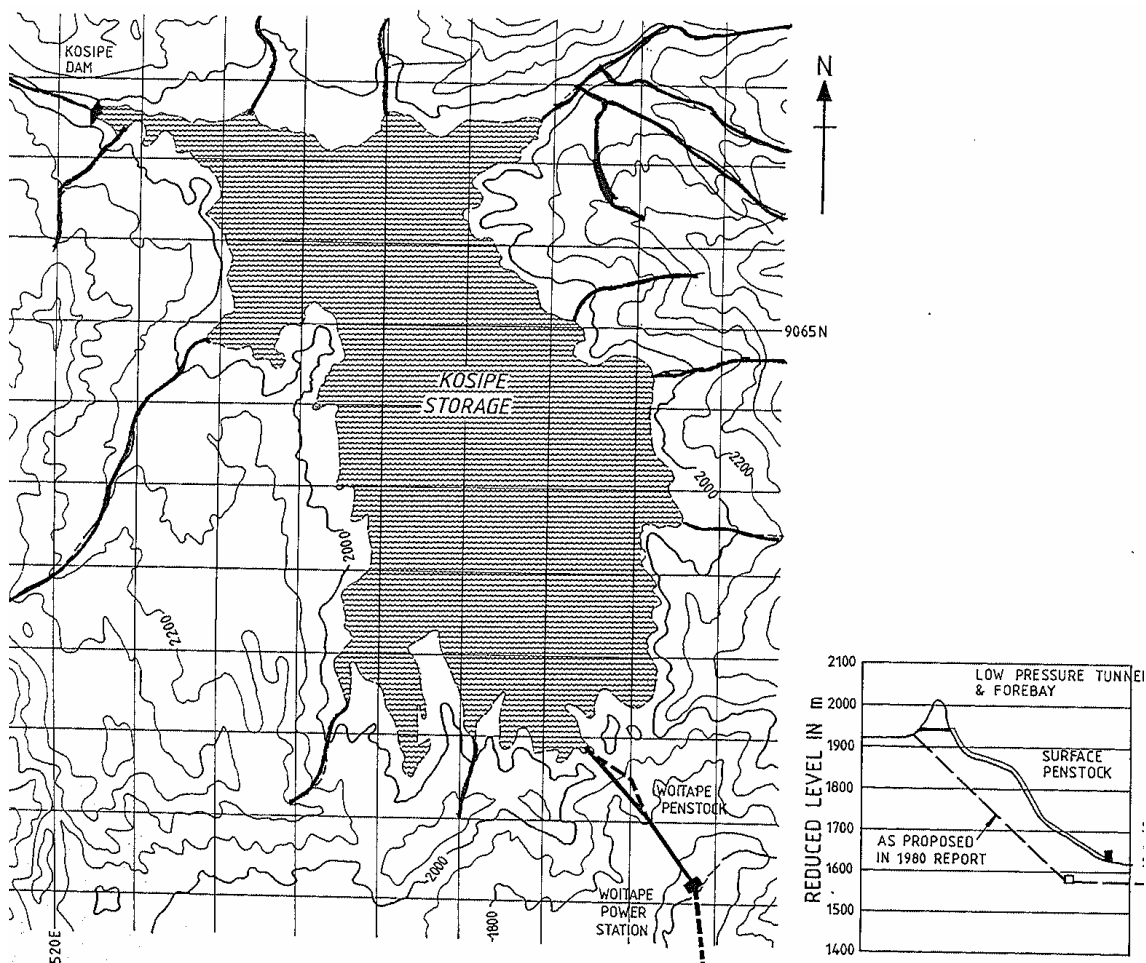 KOSIPE
DAM
N
9065N
KOSIPE
STORAGE
2200
2000
2000
2200
WOITAPE
PENSTOCK
2000
1800
WOITAPE
POWER
STATION
520E
2100
2000
1900
1800
1700
1600
1500
1400
REDUCED LEVEL IN m
LOW PRESSURE TUNNEL
& FOREBAY
SURFACE
PENSTOCK
AS PROPOSED
IN 1980 REPORT